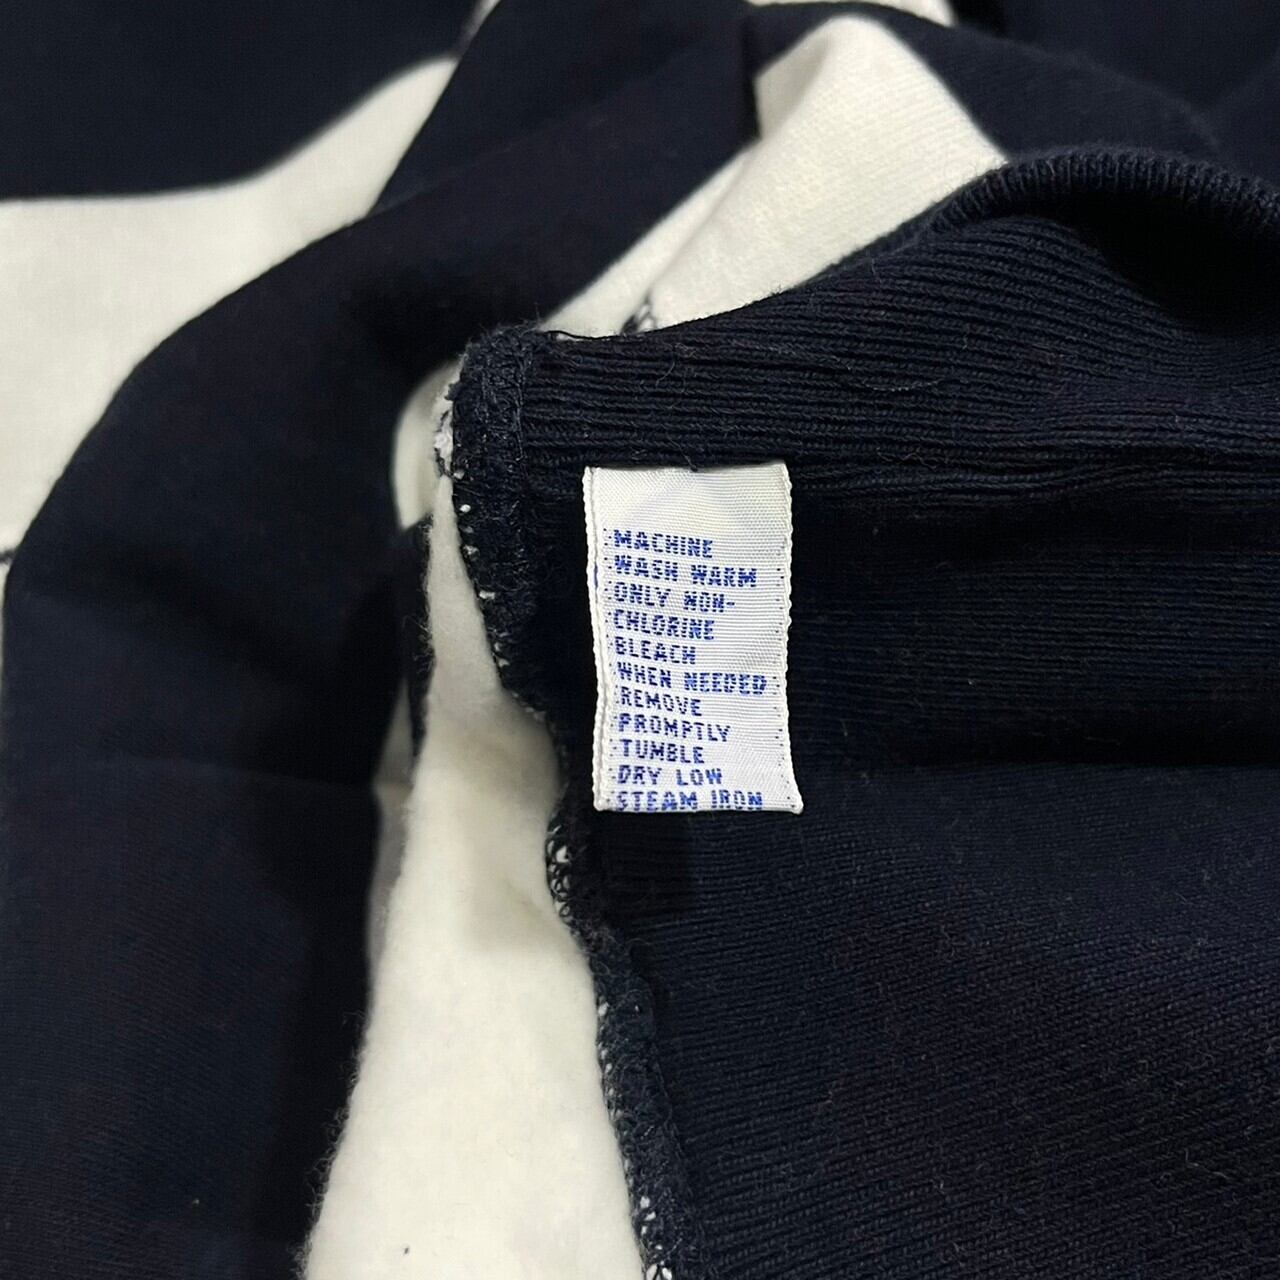 MACHINE
WASH WARM
ONLY NON-
CHLORINE
BLEACH
WHEN NEEDED
REMOVE
PROMPTLY
TUMBLE
DRY LOW
STEAM IRON